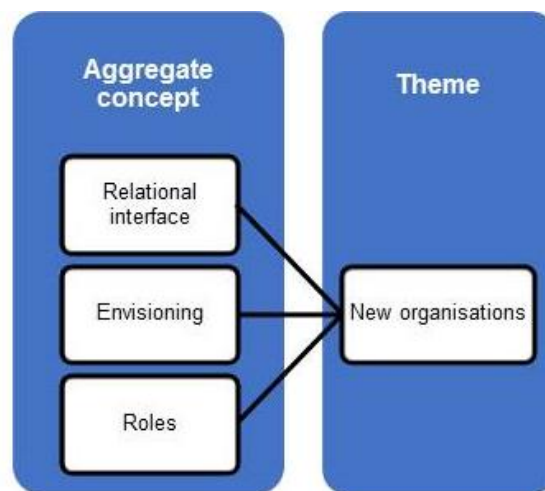 Aggregate
concept
Theme
Relational
interface
Envisioning
New organisations
Roles